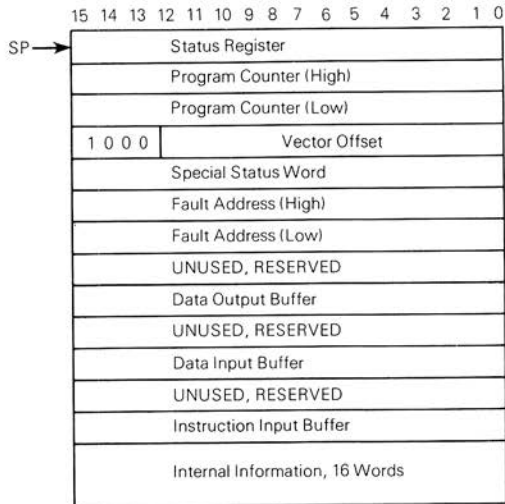 15 14 13 12 11 10 9 8 7 6 5 4 3 2 1 0
SP Status Register
Program Counter (High)
Program Counter (Low)
1 0 0 0 Vector Offset
Special Status Word
Fault Address (High)
Fault Address (Low)
UNUSED, RESERVED
Data Output Buffer
UNUSED, RESERVED
Data Input Buffer
UNUSED, RESERVED
Instruction Input Buffer
Internal Information, 16 Words